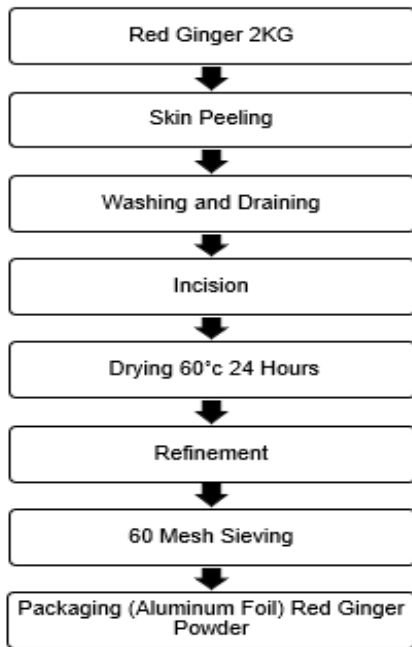 Red Ginger 2KG
Skin Peeling
Washing and Draining
Incision
Drying 60°c 24 Hours
Refinement
60 Mesh Sieving
Packaging (Aluminum Foil) Red Ginger
Powder